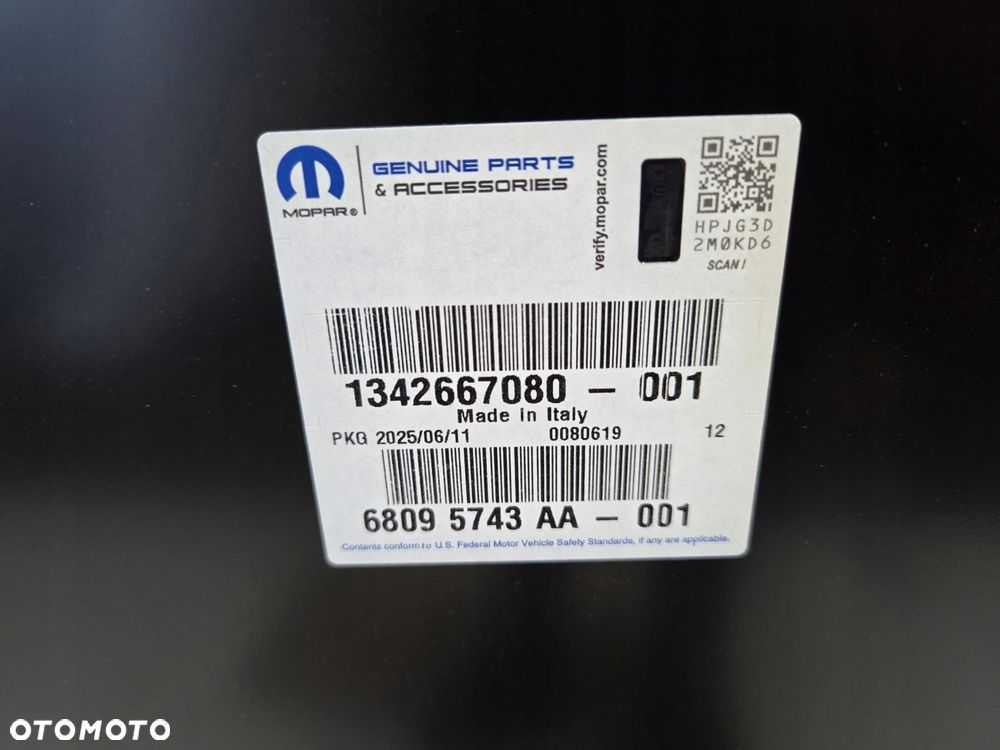 MOPAR®
GENUINE PARTS
& ACCESSORIES
verify.mopar.com
HPJG3D
2M0KD6
SCAN!
1342667080 - 001
Made in Italy
PKG 2025/06/11 0080619 12
6809 5743 AA - 001
Contents conform to U.S. Federal Motor Vehicle Safety Standards, if any are applicable.
OTOMOTO